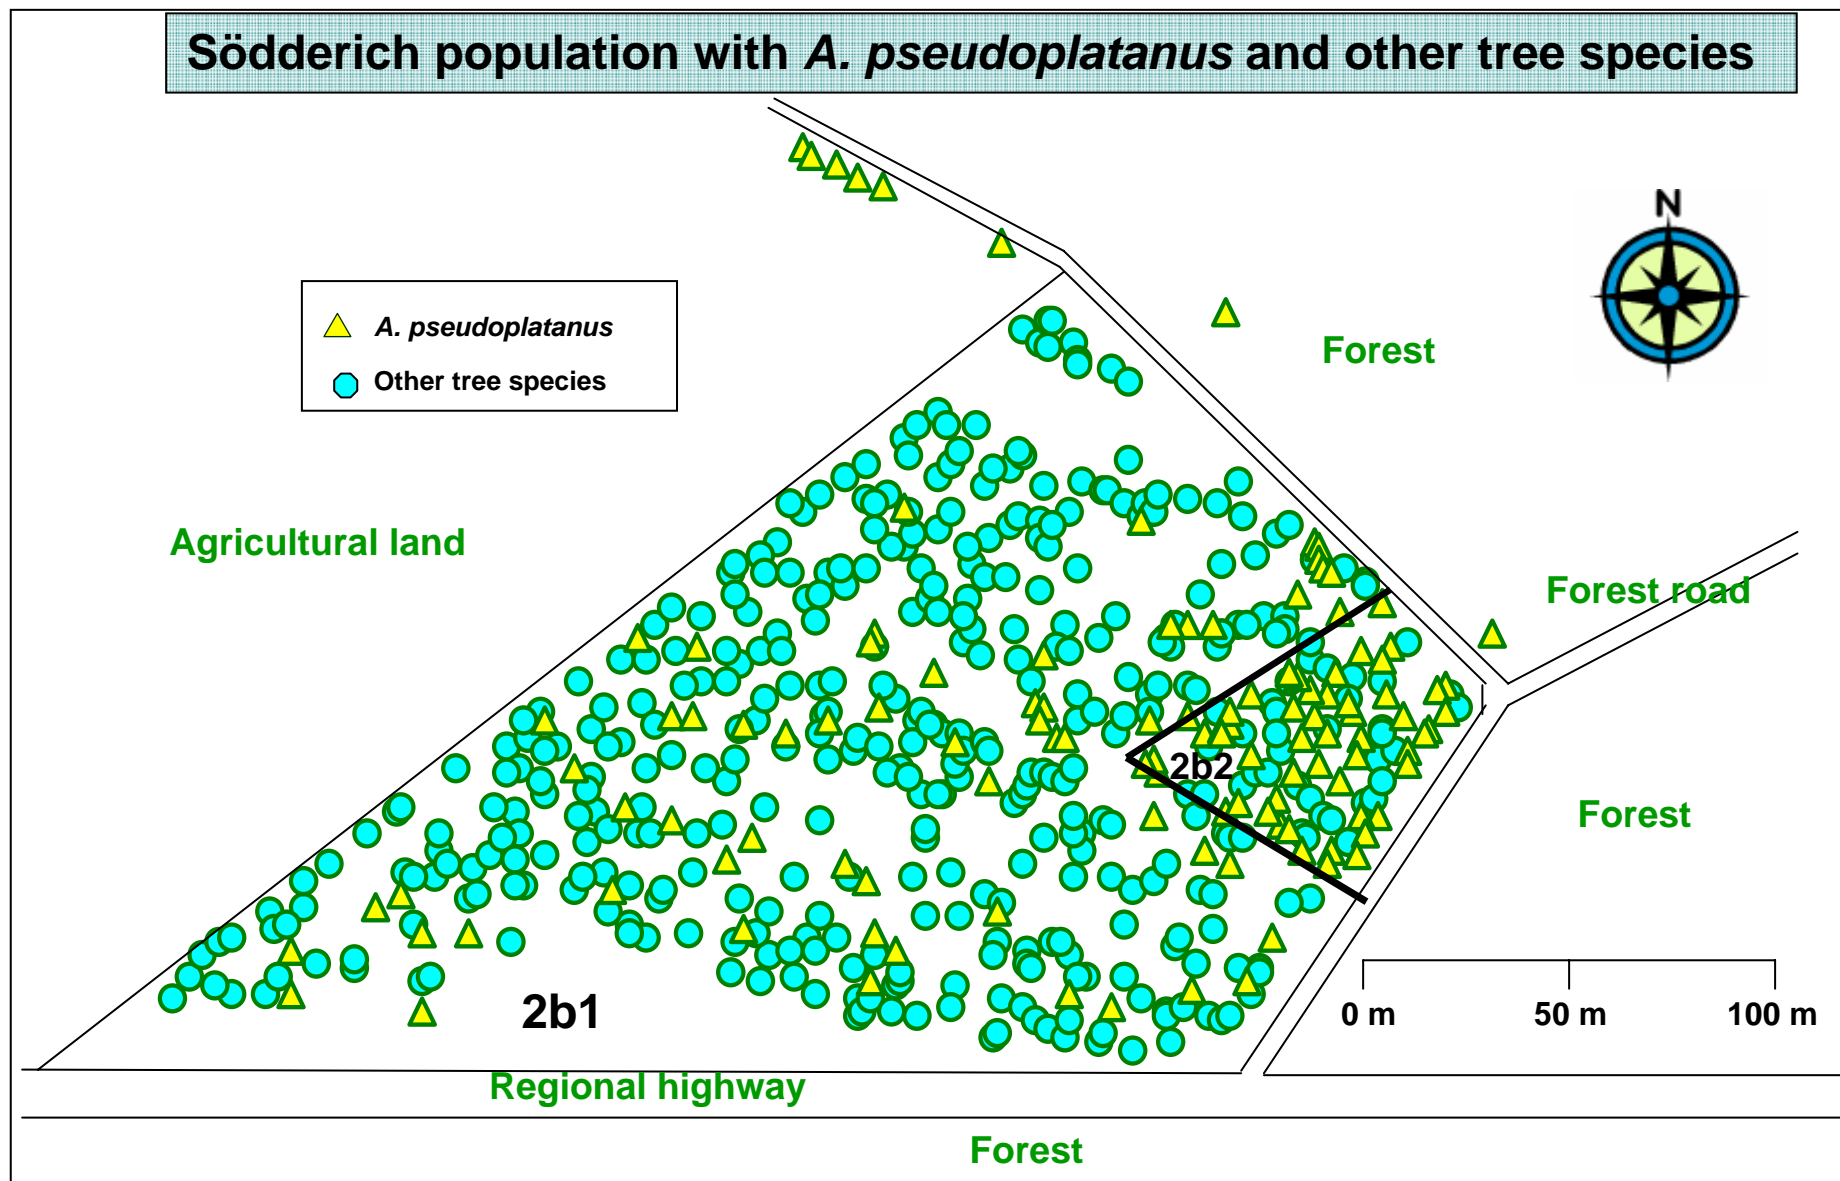 Södderich population with A. pseudoplatanus and other tree species
N
A. pseudoplatanus
Other tree species
Forest
Agricultural land
Forest road
2b2
Forest
2b1
0 m 50 m 100 m
Regional highway
Forest